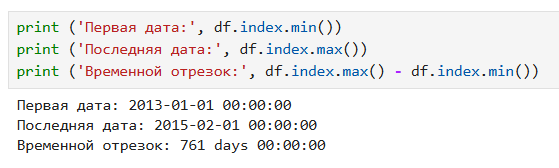 print ('Первая дата:', df.index.min())
print ('Последняя дата:', df.index.max())
print ('Временной отрезок:', df.index.max() - df.index.min())
Первая дата: 2013-01-01 00:00:00
Последняя дата: 2015-02-01 00:00:00
Временной отрезок: 761 days 00:00:00